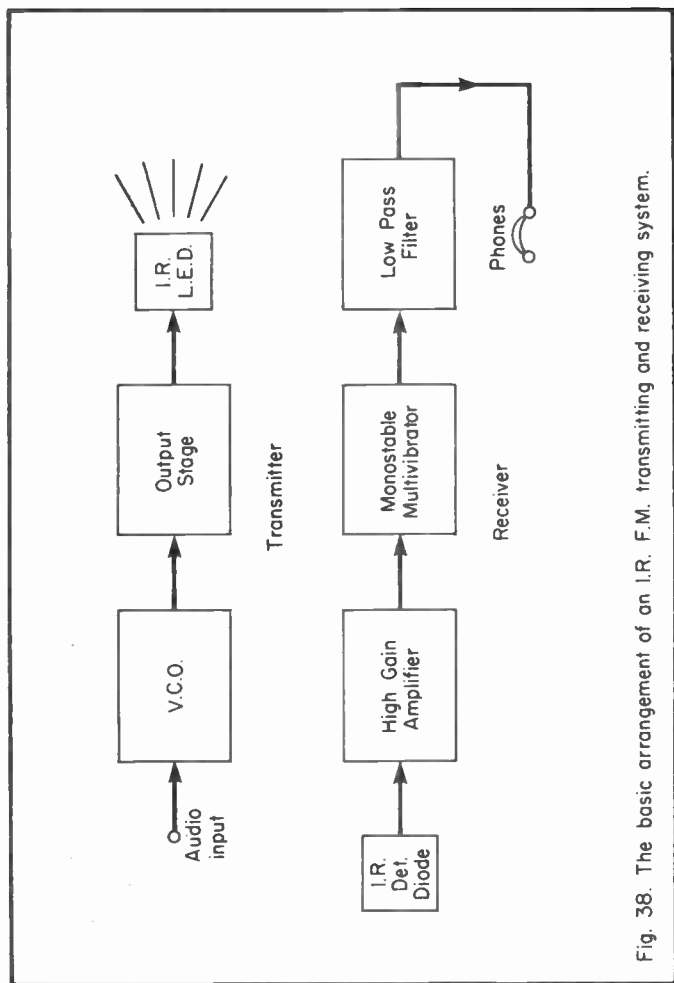 Audio
input
V.C.O.
Output
Stage
I.R.
L.E.D.
Transmitter
I.R.
Det.
Diode
High Gain
Amplifier
Monostable
Multivibrator
Low Pass
Filter
Phones
Receiver
Fig. 38. The basic arrangement of an I.R. F.M. transmitting and receiving system.